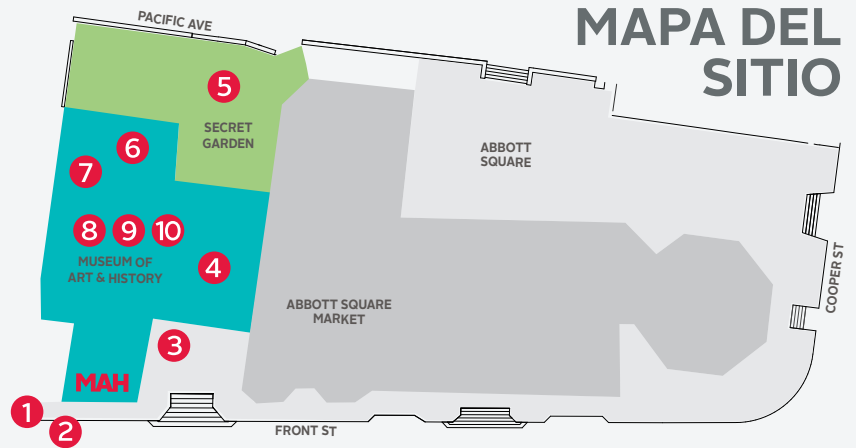 MAPA DEL
SITIO
PACIFIC AVE
5
SECRET
GARDEN
6
7
ABBOTT
SQUARE
8 9 10
MUSEUM OF
ART & HISTORY
4
COOPER ST
ABBOTT SQUARE
MARKET
3
MAH
1
2
FRONT ST